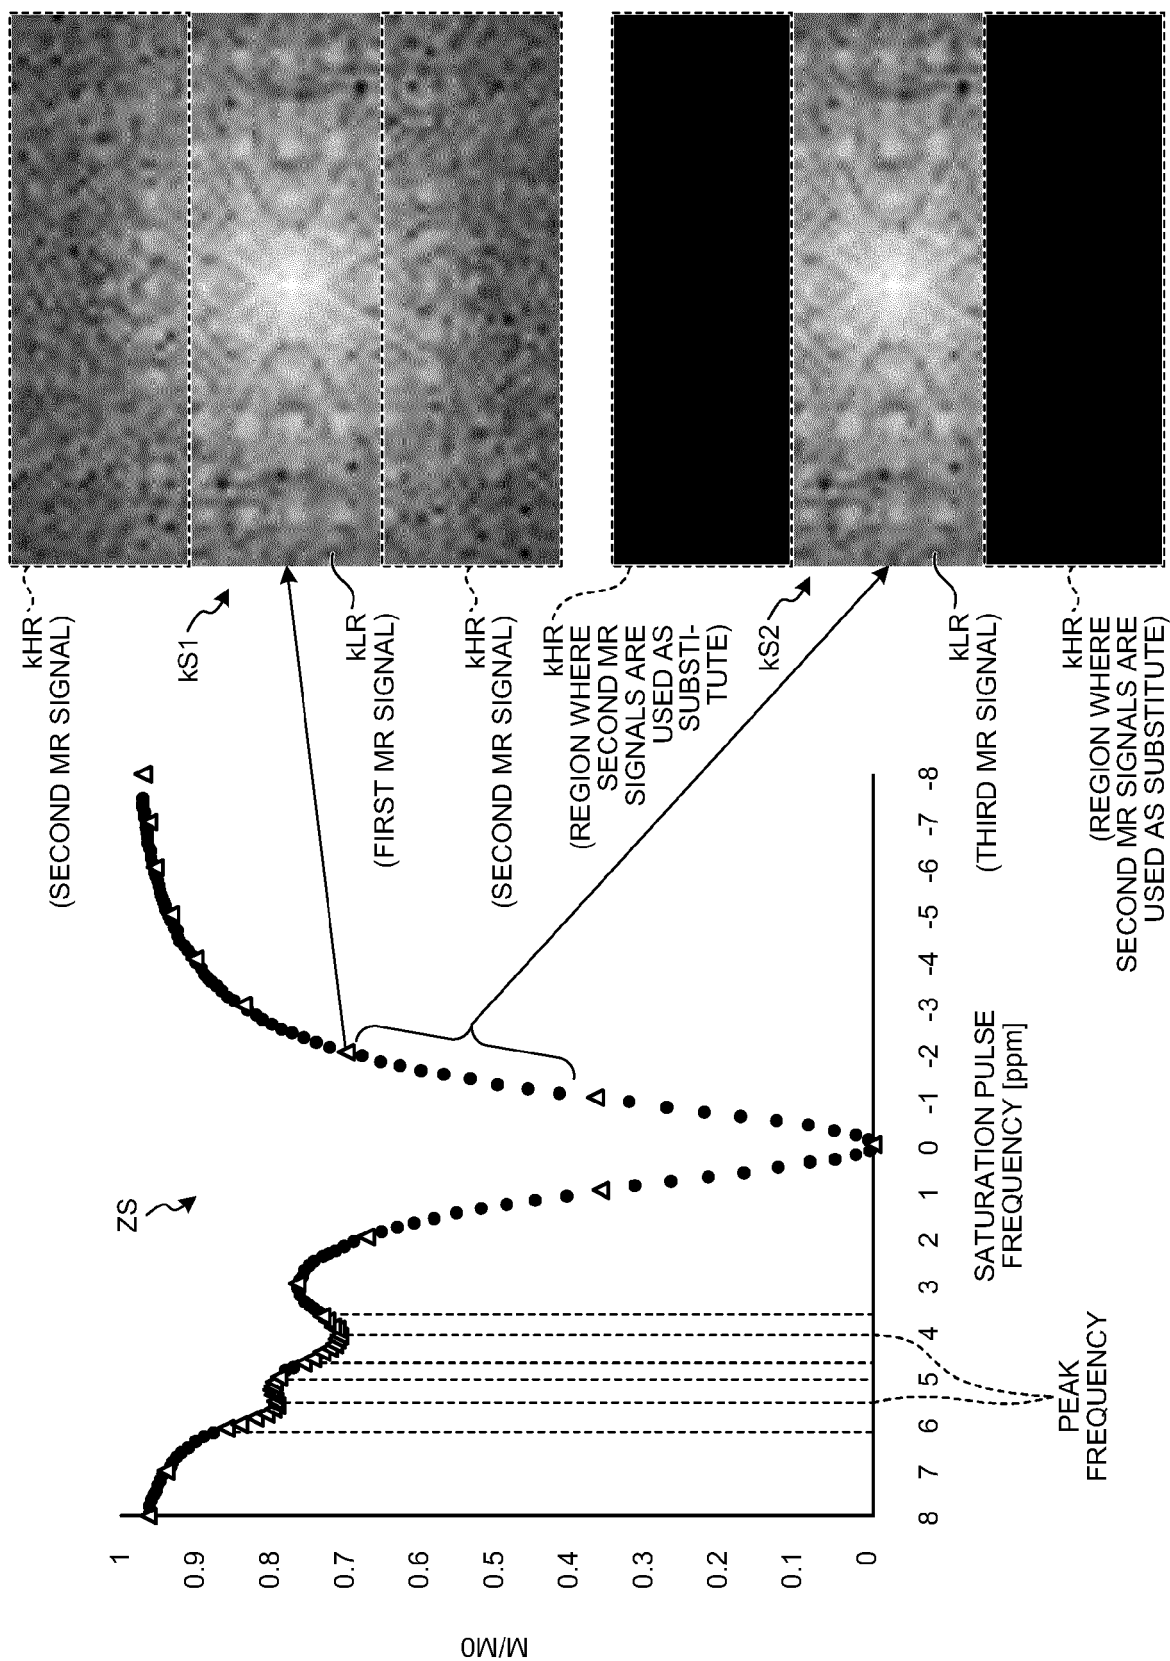 kHR
(SECOND MR SIGNAL)
kS1
kLR
(FIRST MR SIGNAL)
kHR
(SECOND MR SIGNAL)
kHR
(REGION WHERE
SECOND MR
SIGNALS ARE
USED AS
SUBSTI-
TUTE)
kS2
kLR
(THIRD MR SIGNAL)
kHR
(REGION WHERE
SECOND MR SIGNALS ARE
USED AS SUBSTITUTE)
ZS
M/M0
1
0.9
0.8
0.7
0.6
0.5
0.4
0.3
0.2
0.1
0
8
7
6
5
4
3
2
1
0
-1
-2
-3
-4
-5
-6
-7
-8
SATURATION PULSE
FREQUENCY [ppm]
PEAK
FREQUENCY